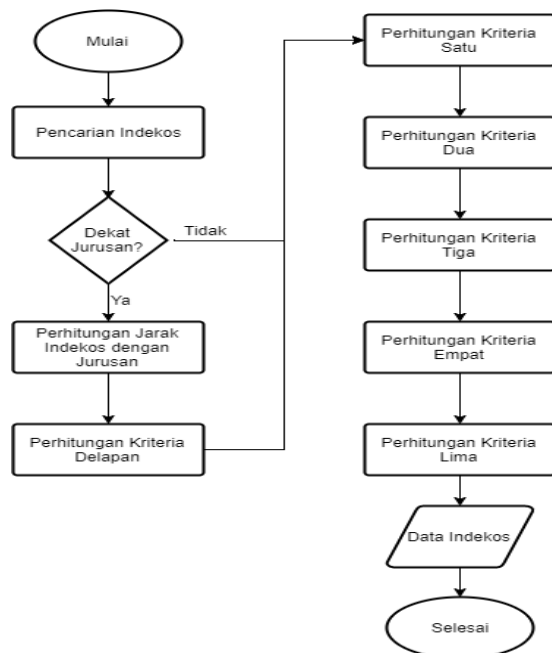 Mulai
Pencarian Indekos
Dekat
Jurusan?
Tidak
Ya
Perhitungan Jarak
Indekos dengan
Jurusan
Perhitungan Kriteria
Delapan
Perhitungan Kriteria
Satu
Perhitungan Kriteria
Dua
Perhitungan Kriteria
Tiga
Perhitungan Kriteria
Empat
Perhitungan Kriteria
Lima
Data Indekos
Selesai